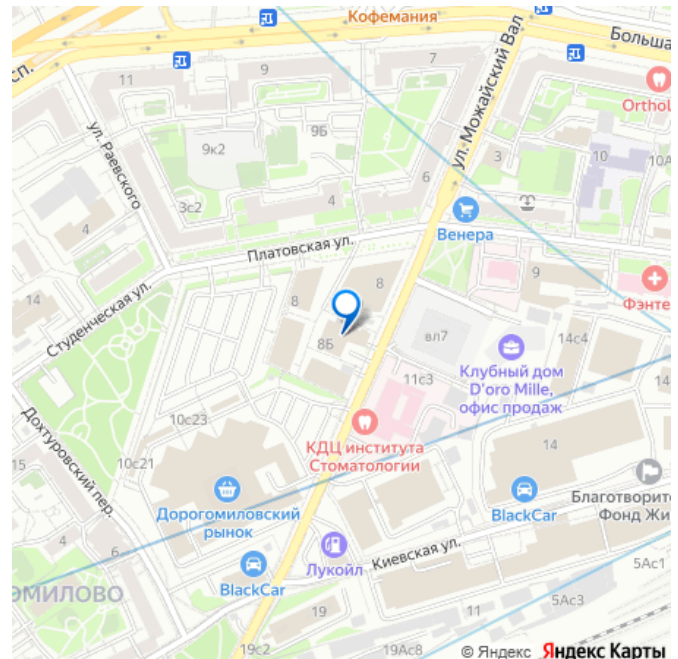 Кофемания
Больша
сп.
11
9
7
ул. Можайский Вал
Ortho
ул. Раевского
9Б
9к2
3
10
10А
6
3с2
4
4
Венера
Платовская ул.
8
9
Фэнте
14
Студенческая ул.
8
8Б
вл7
14с4
Клубный дом
D'oro Mille,
офис продаж
11с3
14
10с23
КДЦ института
Стоматологии
14
15
10с21
Дохтуровский пер.
Дорогомиловский
рынок
BlackCar
Благотворит
Фонд Жи
4
6
Лукойл
Киевская ул.
5Ас1
ОМИЛОВО
BlackCar
5Ас3
19
11
19с2
19Ас8
© Яндекс Яндекс Карты